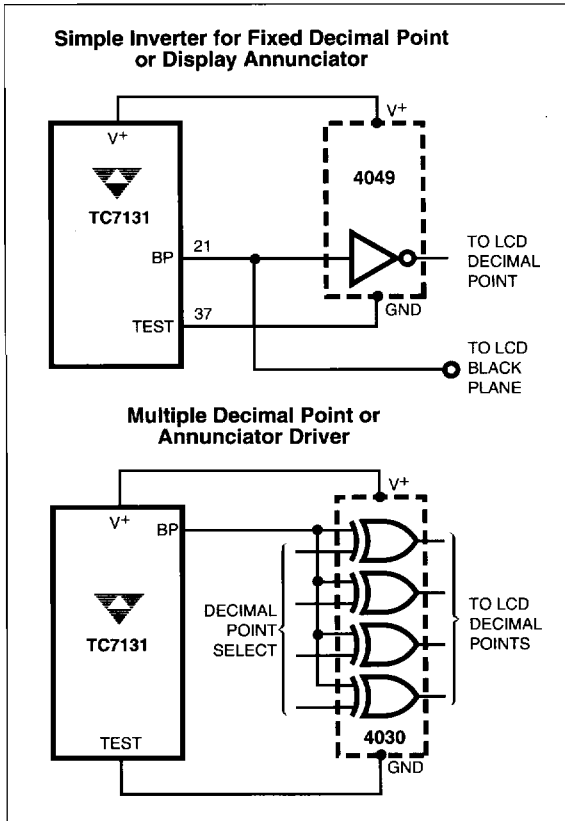 Simple Inverter for Fixed Decimal Point
or Display Annunciator
V+
V+
4049
TC7131
BP
21
TO LCD
DECIMAL
POINT
TEST
37
GND
TO LCD
BLACK
PLANE
Multiple Decimal Point or
Annunciator Driver
V+
V+
BP
TC7131
DECIMAL
POINT
SELECT
TO LCD
DECIMAL
POINTS
4030
TEST
GND